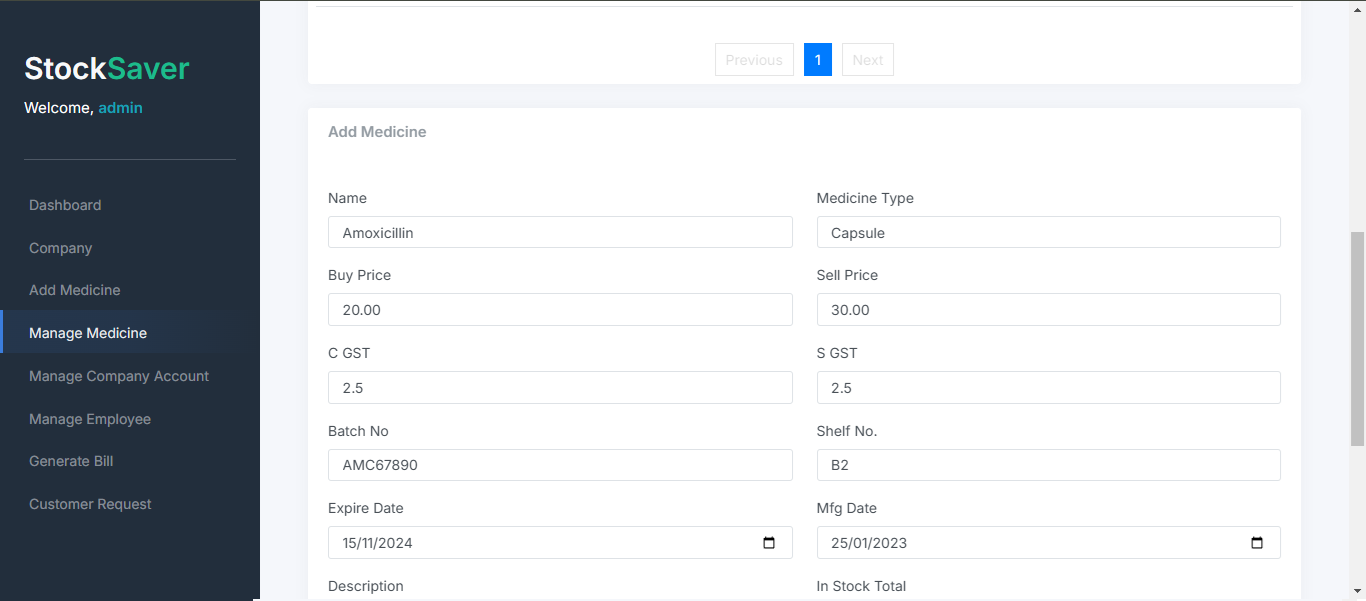 StockSaver
Welcome, admin
Dashboard
Company
Add Medicine
Manage Medicine
Manage Company Account
Manage Employee
Generate Bill
Customer Request
Previous 1 Next
Add Medicine
Name Medicine Type
Amoxicillin Capsule
Buy Price Sell Price
20.00 30.00
C GST S GST
2.5 2.5
Batch No Shelf No.
AMC67890 B2
Expire Date Mfg Date
15/11/2024 25/01/2023
Description In Stock Total